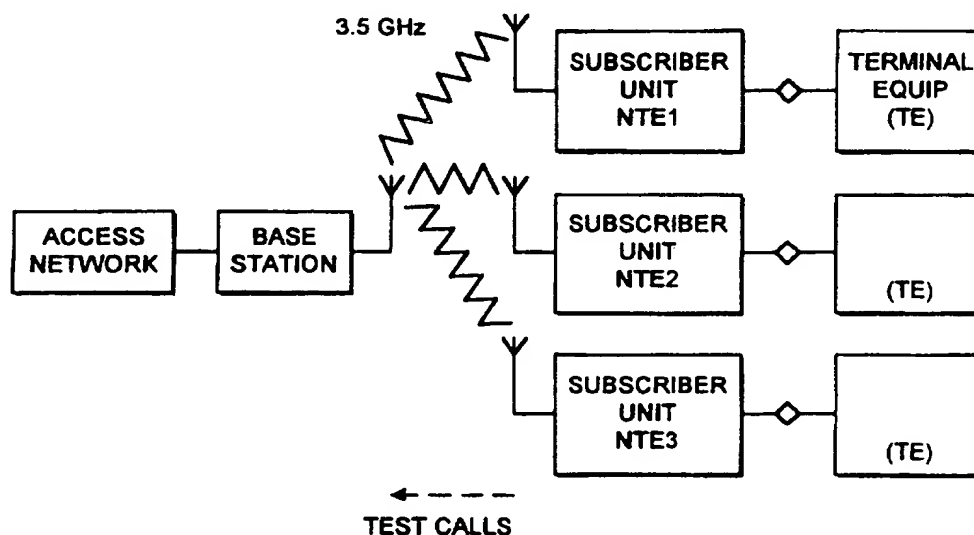 3.5 GHz
SUBSCRIBER
UNIT
NTE1
TERMINAL
EQUIP
(TE)
ACCESS
NETWORK
BASE
STATION
SUBSCRIBER
UNIT
NTE2
(TE)
SUBSCRIBER
UNIT
NTE3
(TE)
TEST CALLS